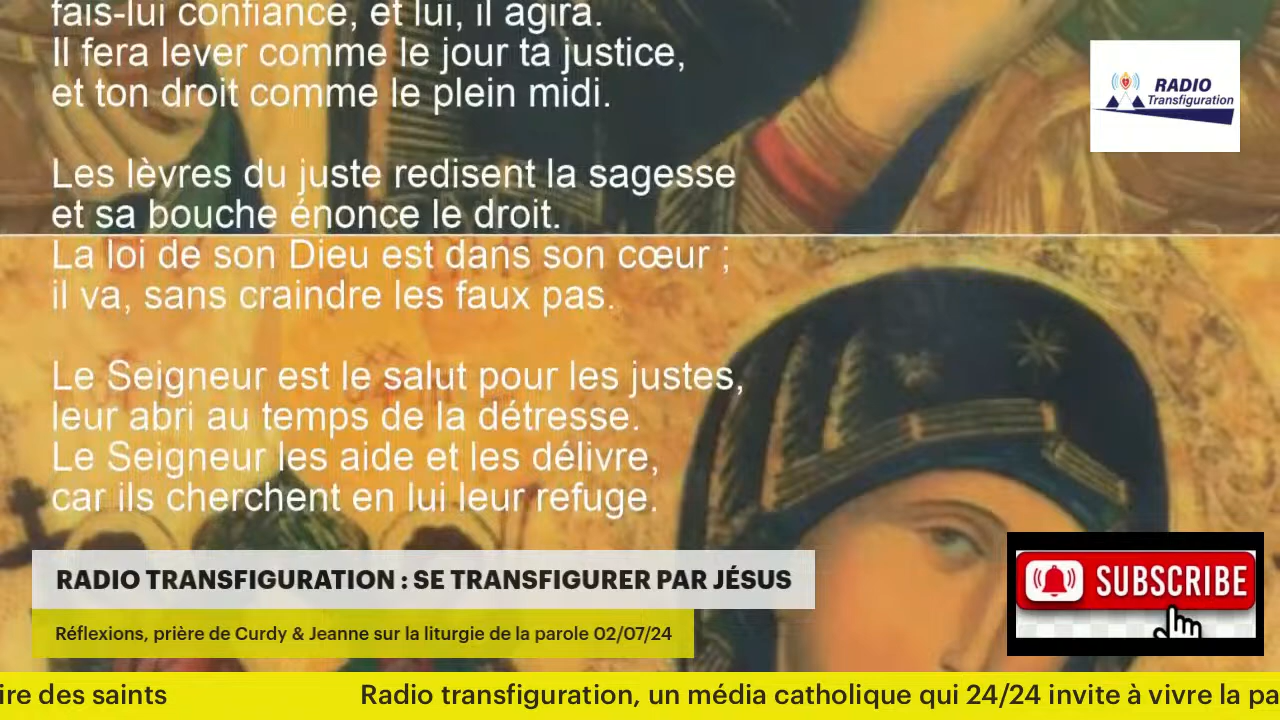 fais-lui confiance, et lui, il agira.
Il fera lever comme le jour ta justice,
et ton droit comme le plein midi.
Les lèvres du juste redisent la sagesse
et sa bouche énonce le droit.
La loi de son Dieu est dans son cœur ;
il va, sans craindre les faux pas.
Le Seigneur est le salut pour les justes,
leur abri au temps de la détresse.
Le Seigneur les aide et les délivre,
car ils cherchent en lui leur refuge.
RADIO
Transfiguration
RADIO TRANSFIGURATION : SE TRANSFIGURER PAR JÉSUS
Réflexions, prière de Curdy & Jeanne sur la liturgie de la parole 02/07/24
SUBSCRIBE
ire des saints Radio transfiguration, un média catholique qui 24/24 invite à vivre la pa